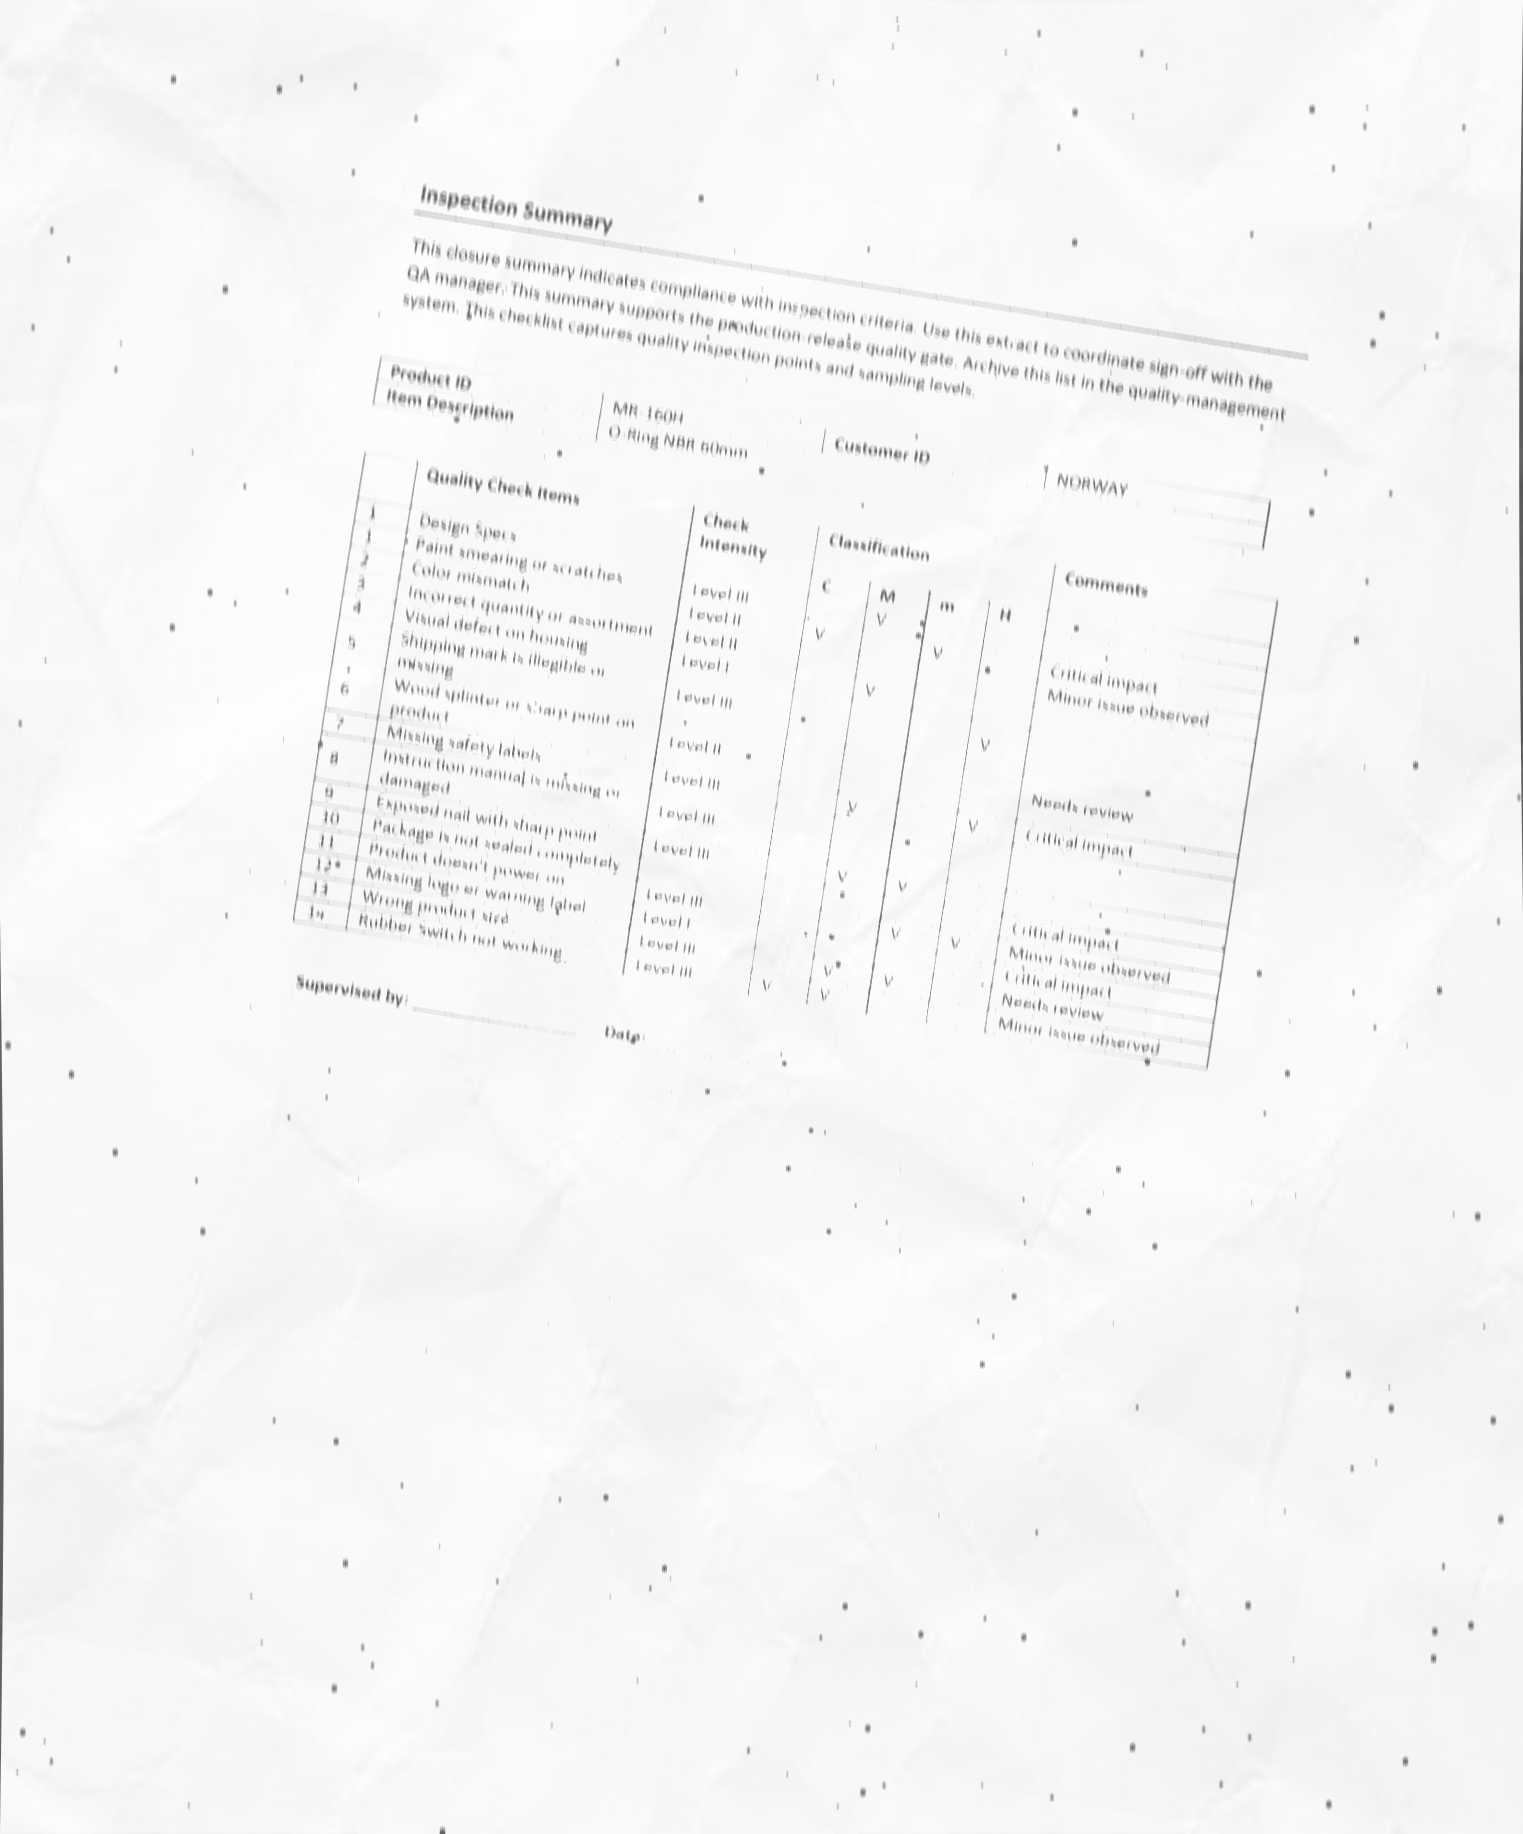 Inspection Summary
This closure summary indicates compliance with inspection criteria. Use this extract to coordinate sign-off with the
QA manager. This summary supports the production-release quality gate. Archive this list in the quality-management
system. This checklist captures quality inspection points and sampling levels.
Product ID MR-160H Customer ID NORWAY
Item Description O-Ring NBR 60mm
Quality Check Items Check Intensity Classification Comments
1 Design Specs C M m H
1 Paint smearing or scratches Level III V
2 Color mismatch Level II V V Critical impact
3 Incorrect quantity or assortment Level II Minor issue observed
4 Visual defect on housing Level I V
5 Shipping mark is illegible or
missing Level III V
6 Wood splinter or sharp point on
product Level II Needs review
7 Missing safety labels Level III V V Critical impact
8 Instruction manual is missing or
damaged Level III
9 Exposed nail with sharp point Level III V V
10 Package is not sealed completely Critical impact
11 Product doesn't power on Level III V V Minor issue observed
12 Missing logo or warning label Level I Critical impact
13 Wrong product size Level III V V Needs review
14 Rubber Switch not working. Level III V V Minor issue observed
Supervised by: Date: